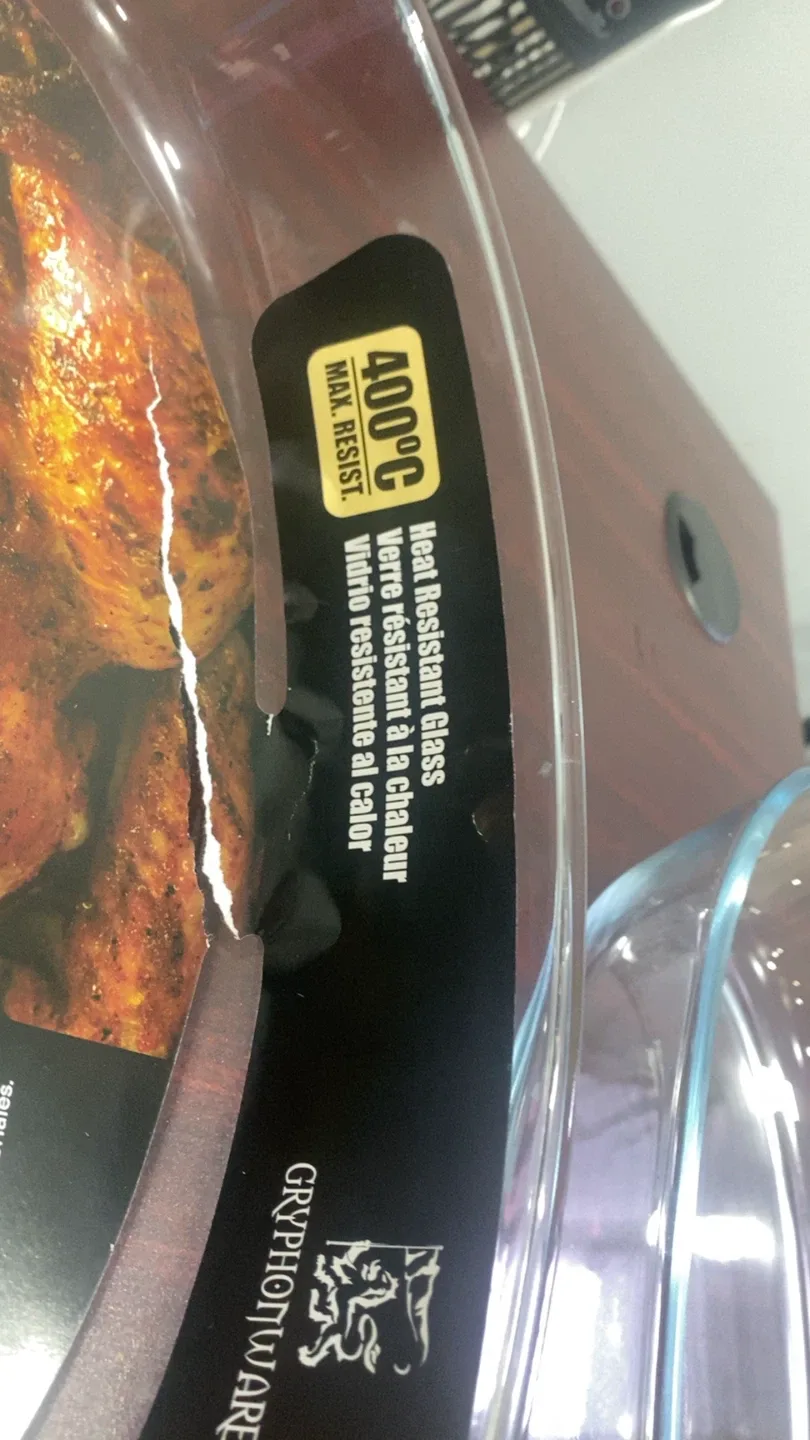 400°C
MAX. RESIST.
Heat Resistant Glass
Verre résistant à la chaleur
Vidrio resistente al calor
GRYPHONWARE